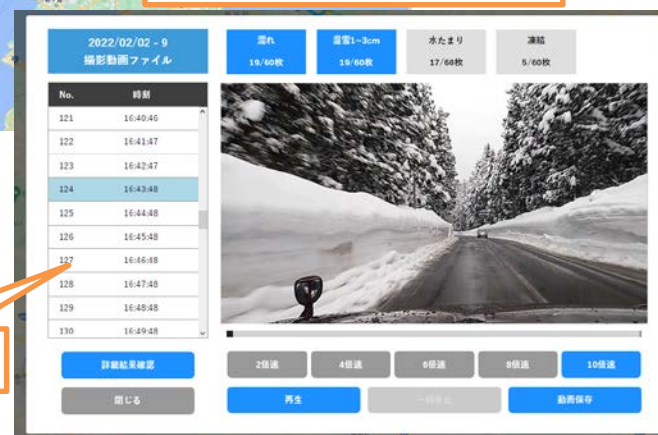 2022/02/02 - 9
撮影動画ファイル
濡れ
19/60枚
湿雪1~3cm
19/60枚
水たまり
17/60枚
凍結
5/60枚
No. 時刻
121 16:40:46
122 16:41:47
123 16:42:47
124 16:43:48
125 16:44:48
126 16:45:48
127 16:46:48
128 16:47:48
129 16:48:48
130 16:49:48
詳細結果確認
閉じる
2倍速
4倍速
6倍速
8倍速
10倍速
再生
一時停止
動画保存